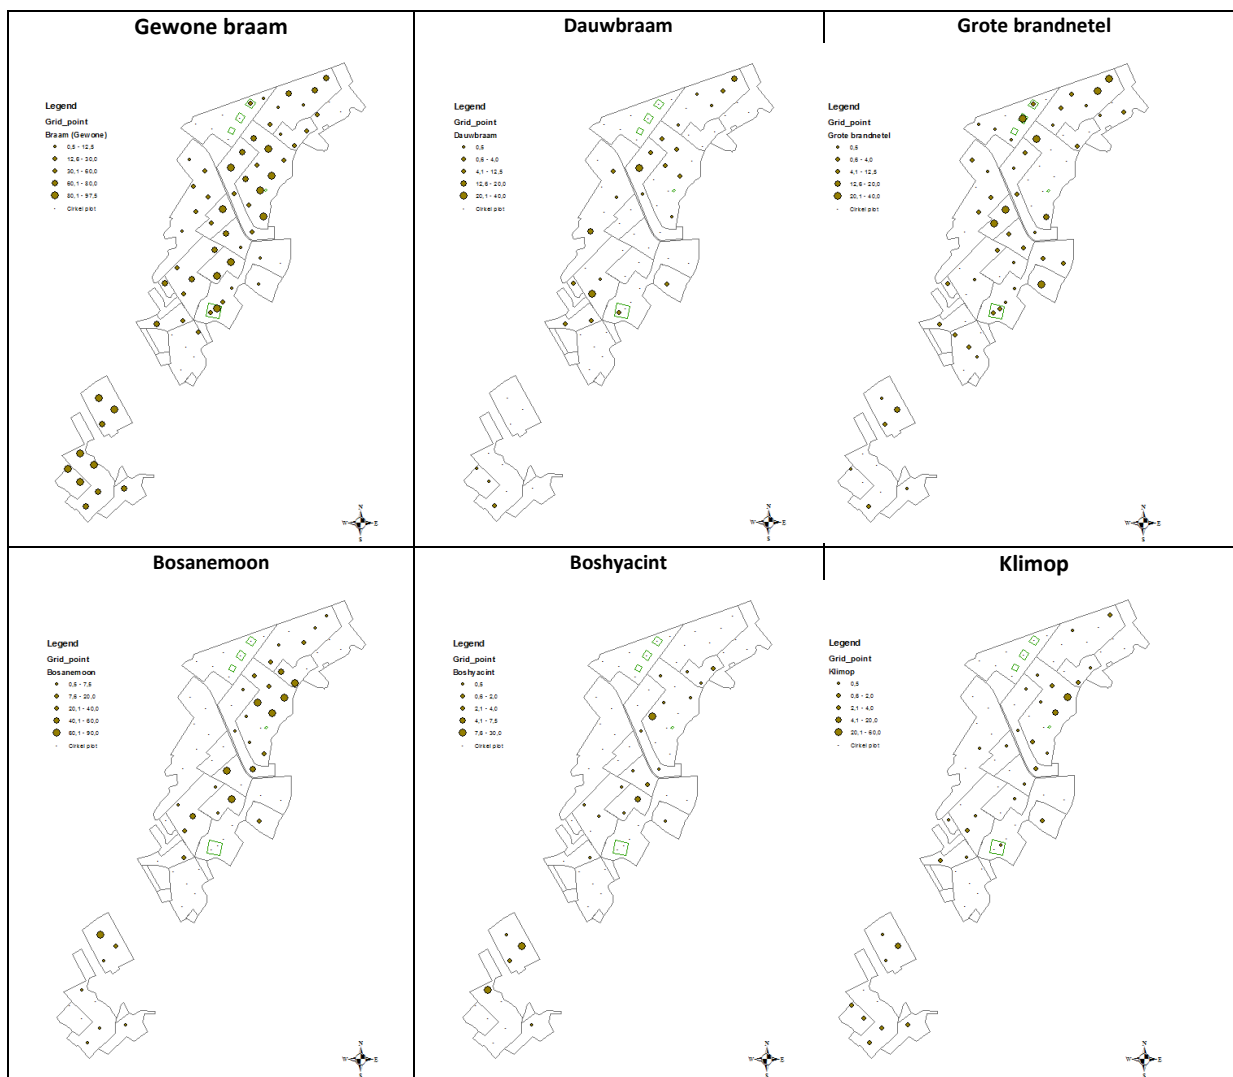 Gewone braam
Legend
Grid_point
Braam (Gewone)
0,5 - 12,5
12,6 - 30,0
30,1 - 60,0
60,1 - 80,0
80,1 - 97,5
Cirkel plot
N
W E
S
Dauwbraam
Legend
Grid_point
Dauwbraam
0,5
0,6 - 4,0
4,1 - 12,5
12,6 - 20,0
20,1 - 40,0
Cirkel plot
N
W E
S
Grote brandnetel
Legend
Grid_point
Grote brandnetel
0,5
0,6 - 4,0
4,1 - 12,5
12,6 - 20,0
20,1 - 40,0
Cirkel plot
N
W E
S
Bosanemoon
Legend
Grid_point
Bosanemoon
0,5 - 7,5
7,6 - 20,0
20,1 - 40,0
40,1 - 60,0
60,1 - 90,0
Cirkel plot
N
W E
S
Boshyacint
Legend
Grid_point
Boshyacint
0,5
0,6 - 2,0
2,1 - 4,0
4,1 - 7,5
7,6 - 30,0
Cirkel plot
N
W E
S
Klimop
Legend
Grid_point
Klimop
0,5
0,6 - 2,0
2,1 - 4,0
4,1 - 20,0
20,1 - 60,0
Cirkel plot
N
W E
S